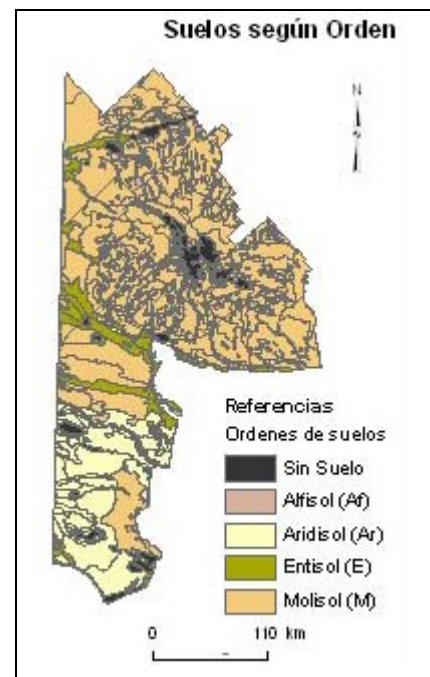 Suelos según Orden
N
Referencias
Ordenes de suelos
Sin Suelo
Alfisol (Af)
Aridisol (Ar)
Entisol (E)
Molisol (M)
0 110 km